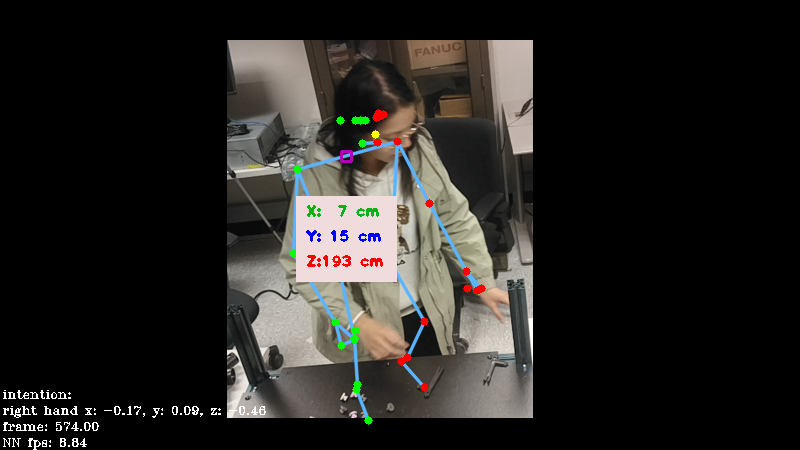 FANUC
X: 7 cm
Y: 15 cm
Z:193 cm
intention:
right hand x: -0.17, y: 0.09, z: -0.46
frame: 574.00
NN fps: 8.84